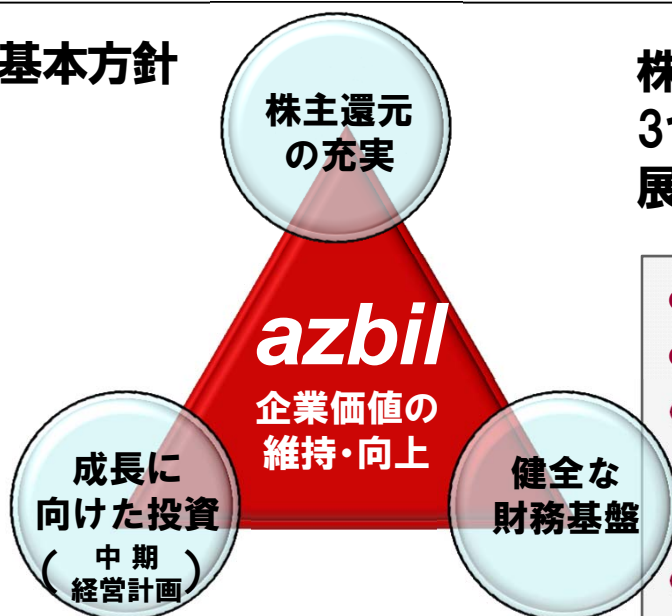 基本方針
株主還元
の充実
株
3つ
展
azbil
企業価値の
維持・向上
成長に
向けた投資
(中期
経営計画)
健全な
財務基盤